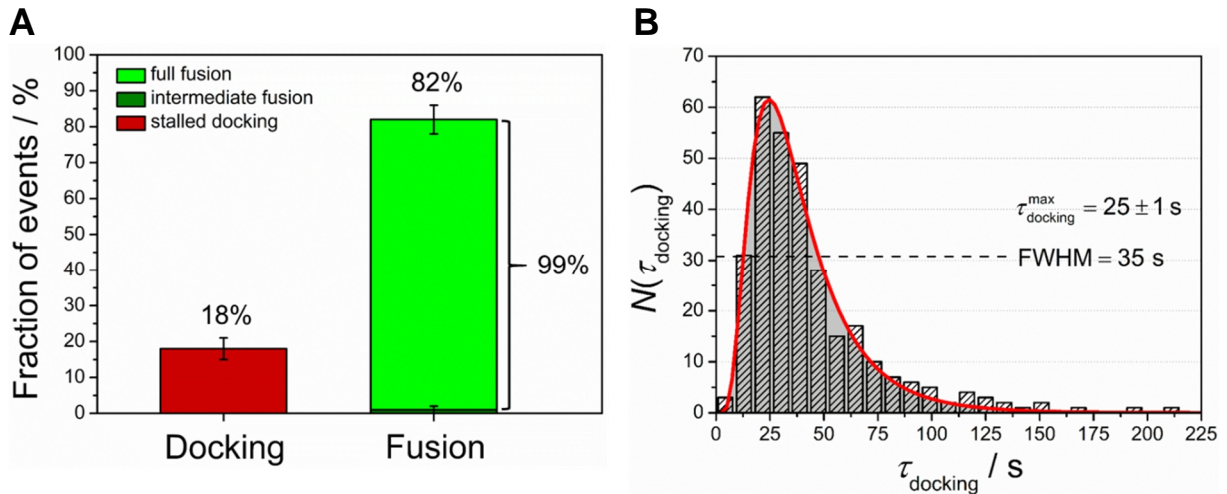 A
Fraction of events / %
100
90
80
70
60
50
40
30
20
10
0
full fusion
intermediate fusion
stalled docking
82%
99%
18%
Docking
Fusion
B
N(τdocking)
70
60
50
40
30
20
10
0
τ max docking = 25 ± 1 s
FWHM = 35 s
0 25 50 75 100 125 150 175 200 225
τdocking / s